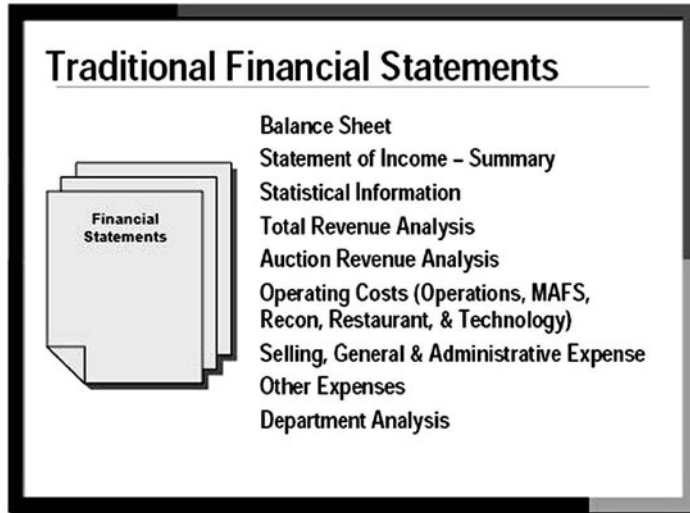 Traditional Financial Statements
Financial
Statements
Balance Sheet
Statement of Income – Summary
Statistical Information
Total Revenue Analysis
Auction Revenue Analysis
Operating Costs (Operations, MAFS,
Recon, Restaurant, & Technology)
Selling, General & Administrative Expense
Other Expenses
Department Analysis